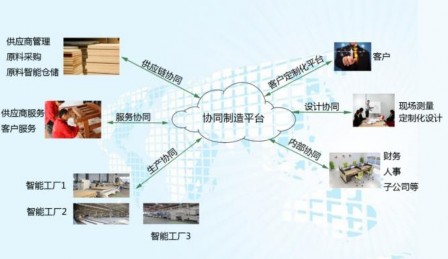 供应商管理
原料采购
原料智能仓储
供应链协同
客户定制化平台
客户
供应商服务
客户服务
服务协同
协同制造平台
设计协同
现场测量
定制化设计
生产协同
内部协同
智能工厂1
智能工厂2
智能工厂3
财务
人事
子公司等